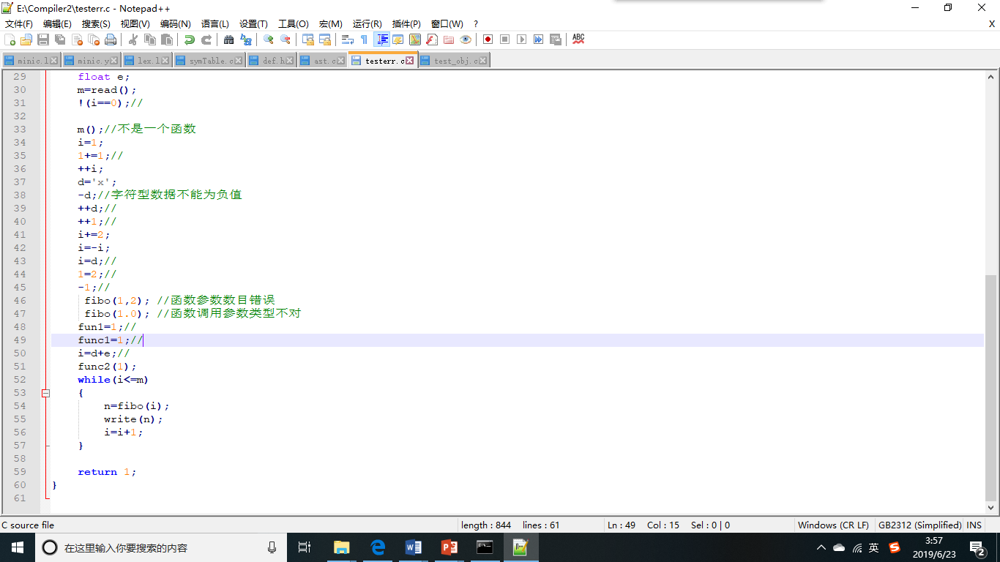 E:\Compiler2\testerr.c - Notepad++
文件(F) 编辑(E) 搜索(S) 视图(V) 编码(N) 语言(L) 设置(T) 工具(O) 宏(M) 运行(R) 插件(P) 窗口(W) ? X
minic.l minic.y lex.l symTable.c def.h ast.c testerr.c test_obj.c
29 float e;
30 m=read();
31 !(i==0);//
32
33 m();//不是一个函数
34 i=1;
35 1+=1;//
36 ++i;
37 d='x';
38 -d;//字符型数据不能为负值
39 ++d;//
40 ++1;//
41 i+=2;
42 i=-i;
43 i=d;//
44 1=2;//
45 -1;//
46 fibo(1,2); //函数参数数目错误
47 fibo(1.0); //函数调用参数类型不对
48 fun1=1;//
49 func1=1;//
50 i=d+e;//
51 func2(1);
52 while(i<=m)
53 {
54 n=fibo(i);
55 write(n);
56 i=i+1;
57 }
58
59 return 1;
60 }
61
C source file length : 844 lines : 61 Ln : 49 Col : 15 Sel : 0 | 0 Windows (CR LF) GB2312 (Simplified) INS
在这里输入你要搜索的内容 英 3:57
2019/6/23 2